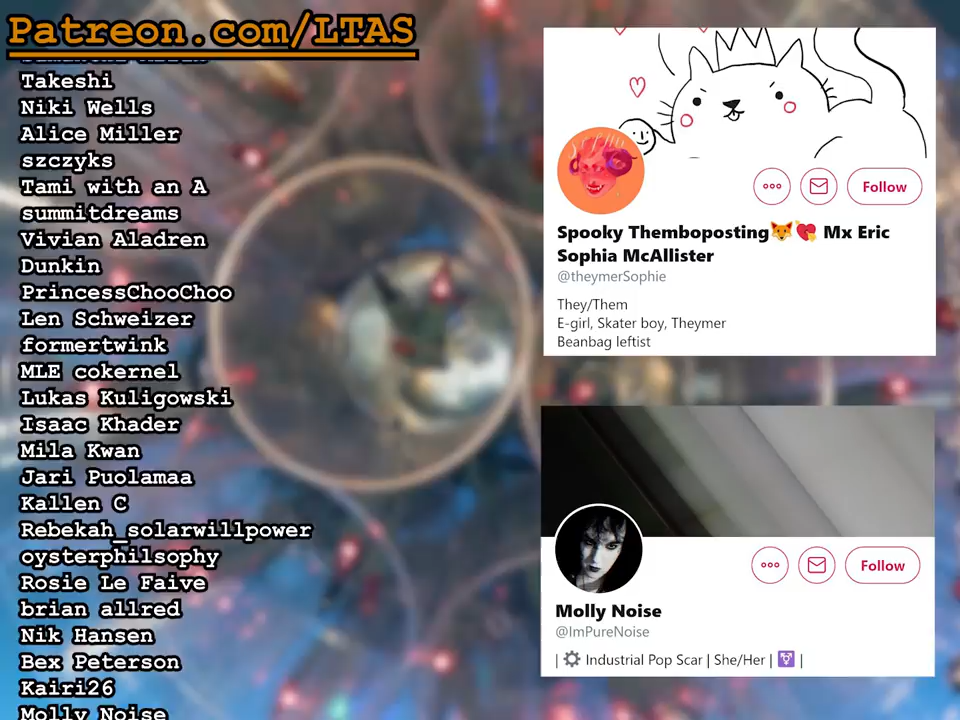 Patreon.com/LTAS
Takeshi
Niki Wells
Alice Miller
szczyks
Tami with an A
summitdreams
Vivian Aladren
Dunkin
PrincessChooChoo
Len Schweizer
formertwink
MLE cokernel
Lukas Kuligowski
Isaac Khader
Mila Kwan
Jari Puolamaa
Kallen C
Rebekah_solarwillpower
oysterphilsophy
Rosie Le Faive
brian allred
Nik Hansen
Bex Peterson
Kairi26
Molly Noise
Follow
Spooky Themboposting🦊💘 Mx Eric
Sophia McAllister
@theymerSophie
They/Them
E-girl, Skater boy, Theymer
Beanbag leftist
Follow
Molly Noise
@ImPureNoise
| ⚙️ Industrial Pop Scar | She/Her | ⚧ |